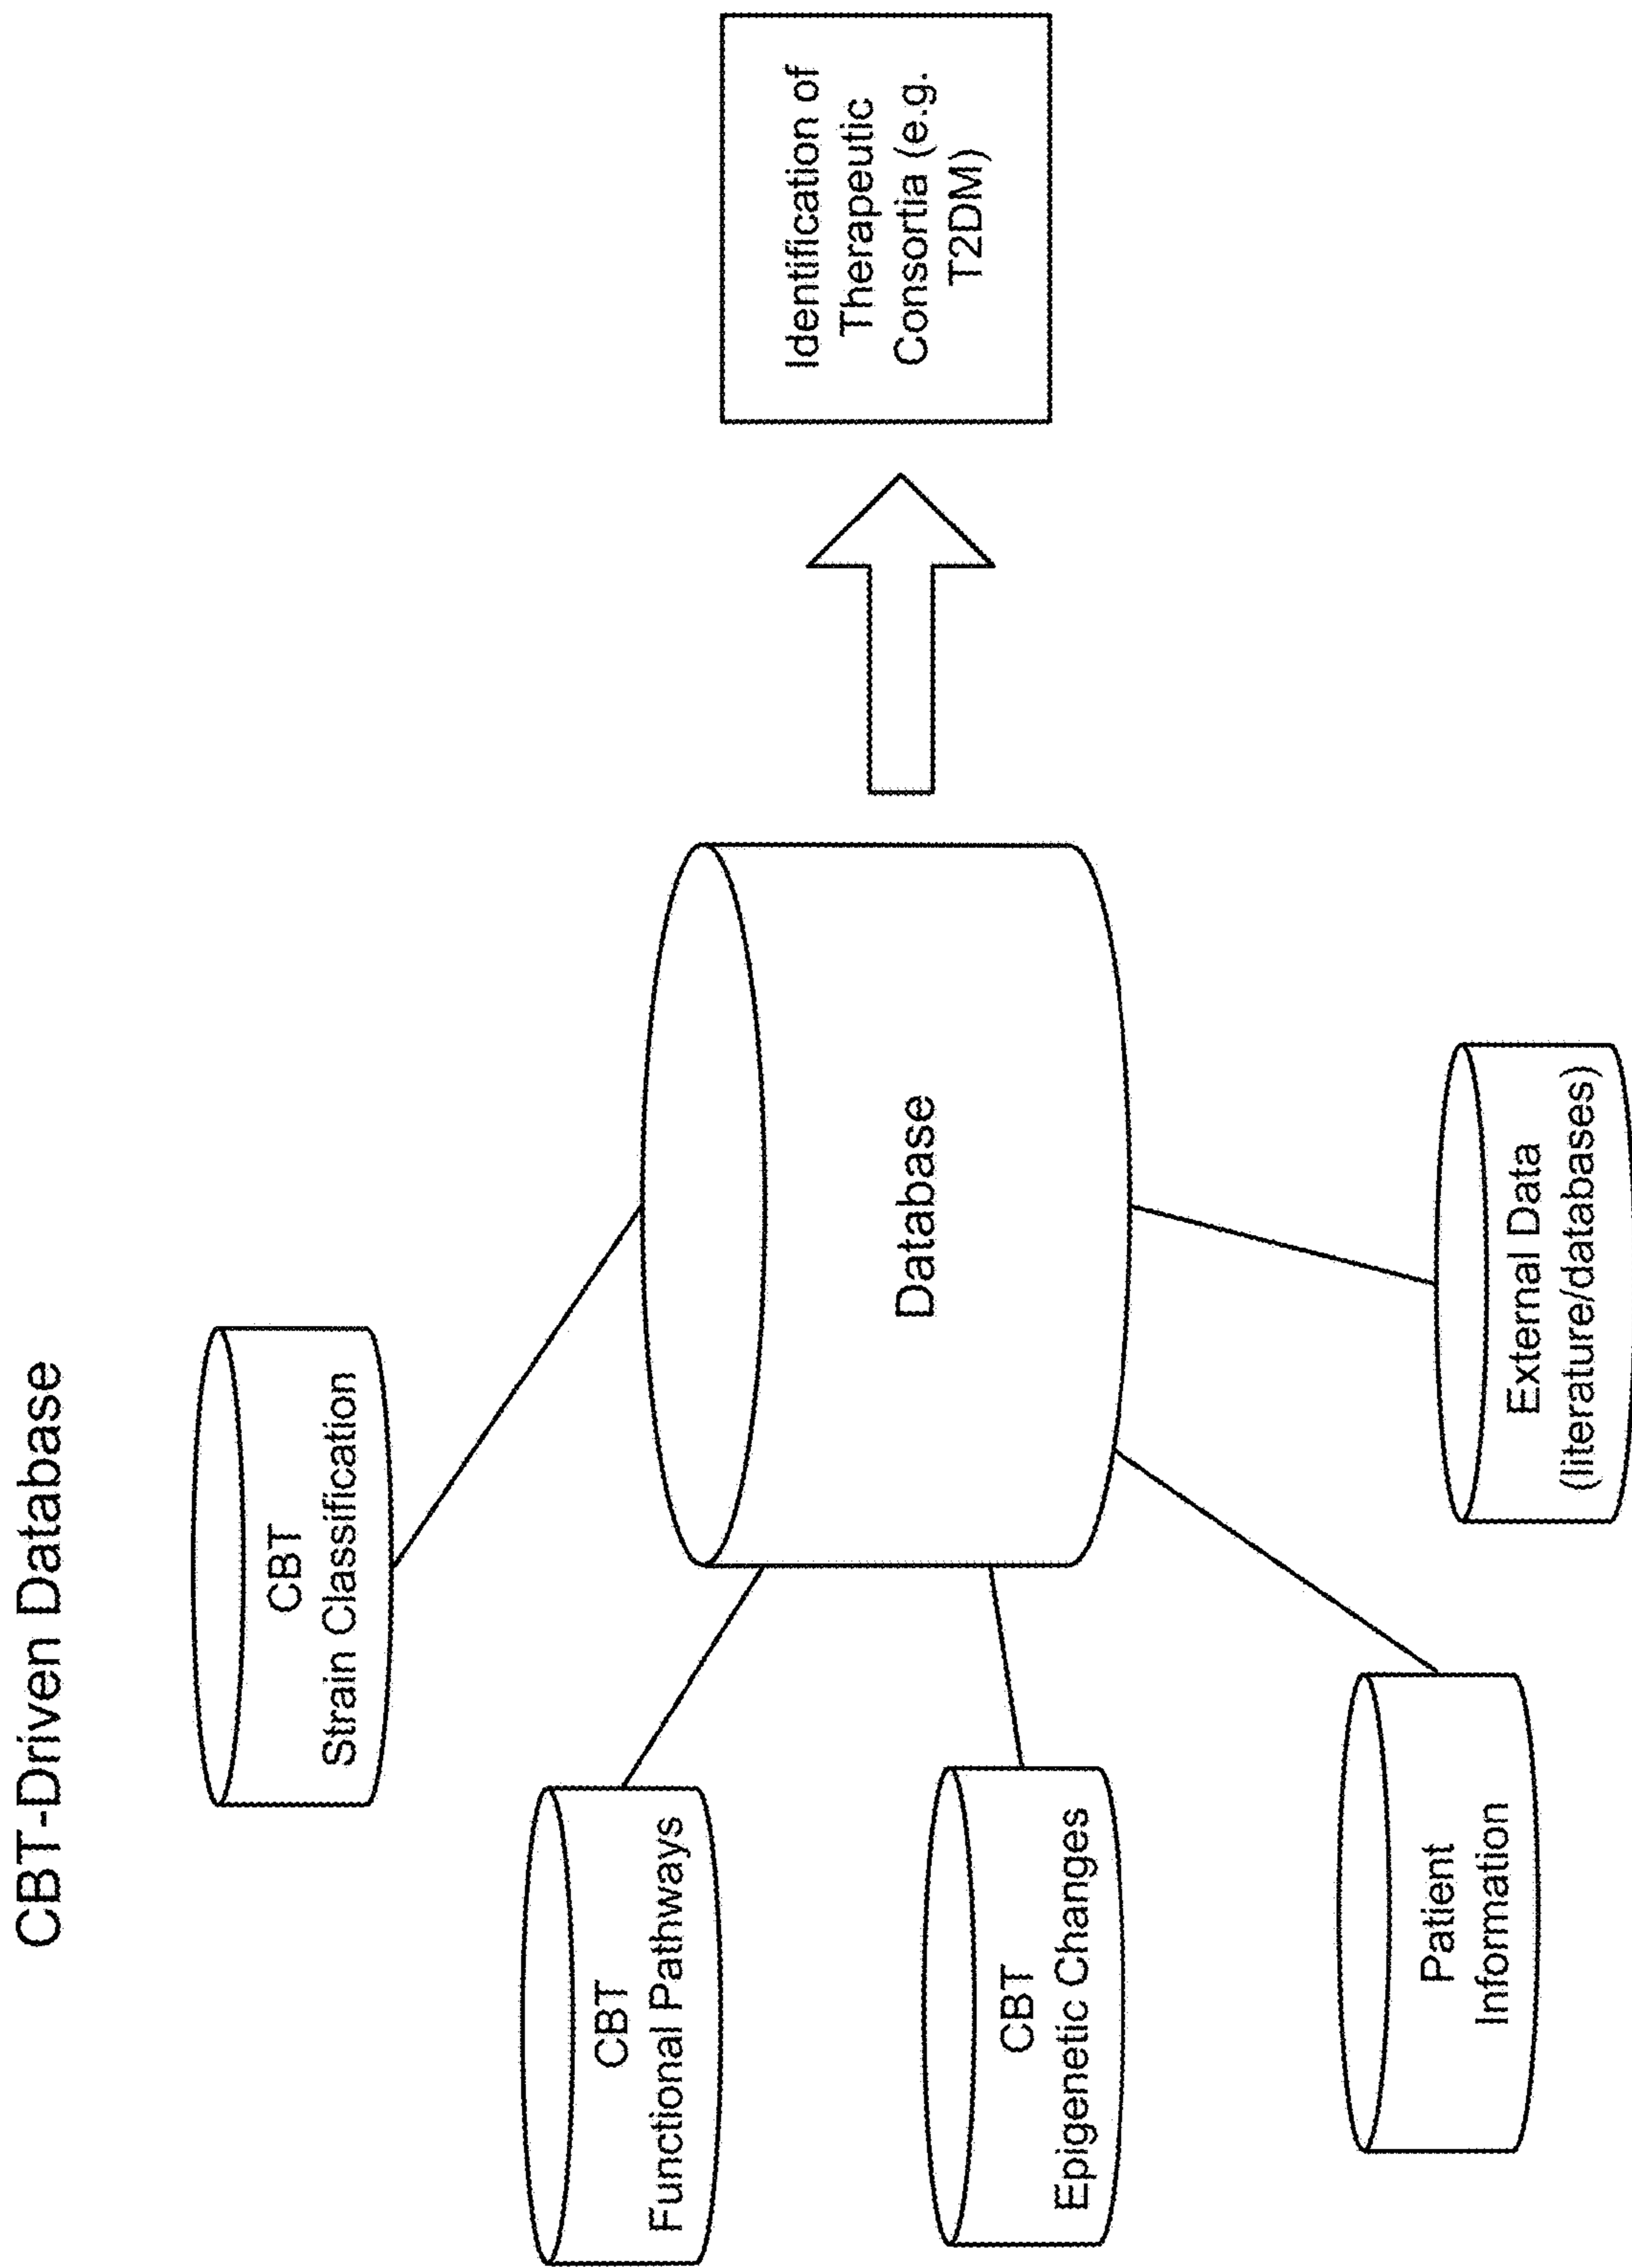 CBT-Driven Database
CBT
Strain Classification
CBT
Functional Pathways
CBT
Epigenetic Changes
Patient
Information
External Data
(literature/databases)
Database
Identification of
Therapeutic
Consortia (e.g.
T2DM)